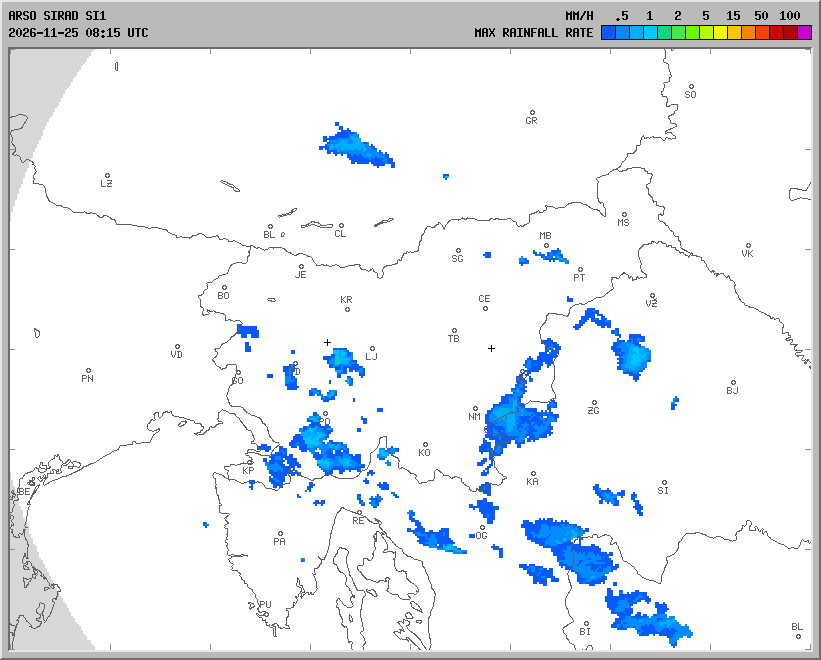 ARSO SIRAD SI1
2026-11-25 08:15 UTC
MM/H .5 1 2 5 15 50 100
MAX RAINFALL RATE
SO
GR
LZ
MS
BL CL
MB
VK
SG
JE
PT
BO
KR
CE
VŽ
TB
VD
LJ
PN
GO
BJ
ZG
NM
PO
KO
KP
KA
SI
BE
RE
OG
PA
PU
BI
BL